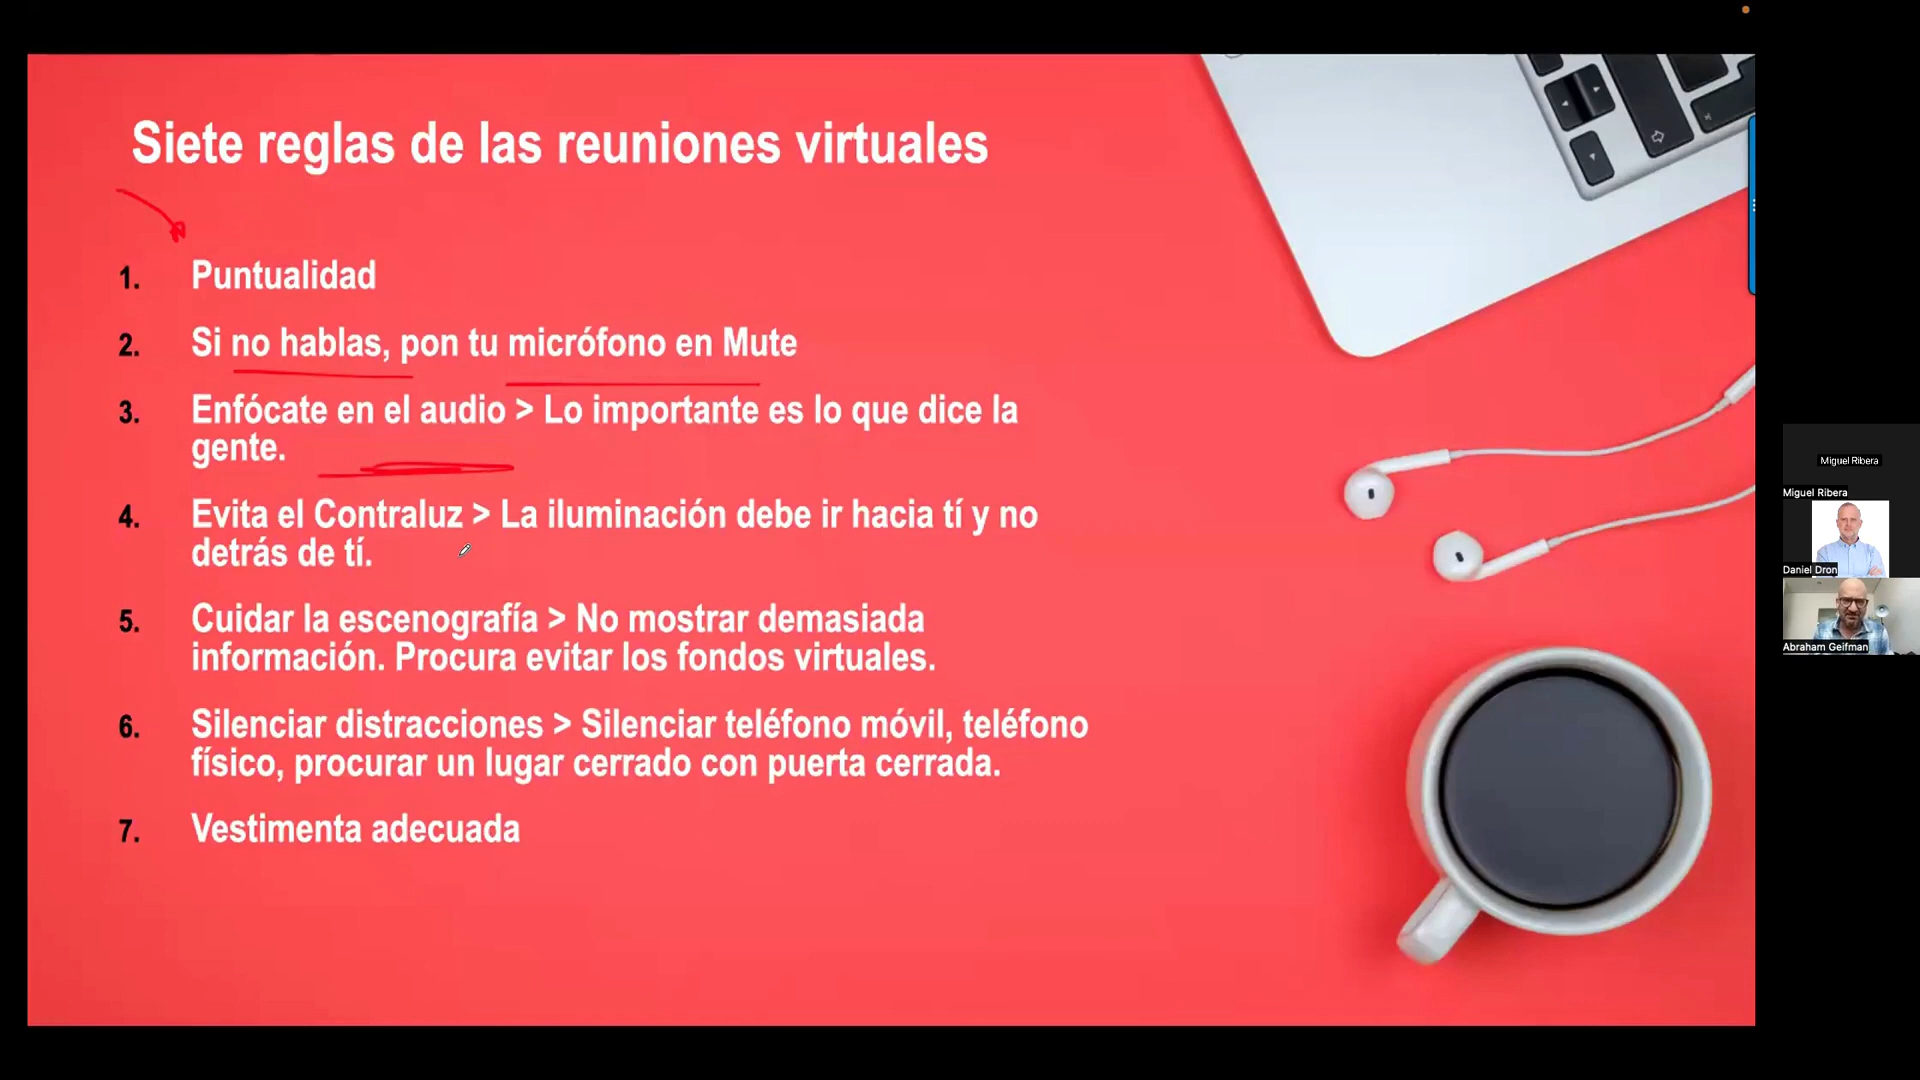 Siete reglas de las reuniones virtuales
1. Puntualidad
2. Si no hablas, pon tu micrófono en Mute
3. Enfócate en el audio > Lo importante es lo que dice la
gente.
4. Evita el Contraluz > La iluminación debe ir hacia tí y no
detrás de tí.
5. Cuidar la escenografía > No mostrar demasiada
información. Procura evitar los fondos virtuales.
6. Silenciar distracciones > Silenciar teléfono móvil, teléfono
físico, procurar un lugar cerrado con puerta cerrada.
7. Vestimenta adecuada
Miguel Ribera
Miguel Ribera
Daniel Dron
Abraham Geifman